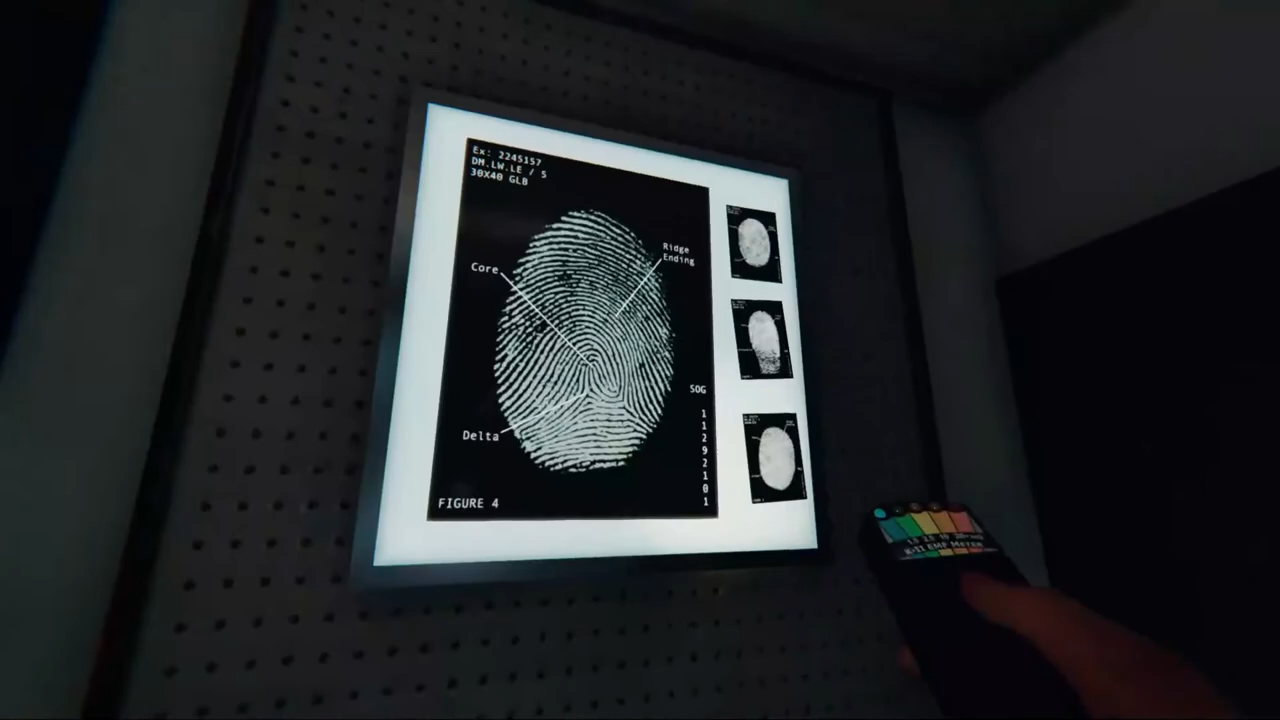 Ex: 2245157
DM.LW.LE / 5
30X40 GLB
Core
Ridge
Ending
SOG
1
1
2
9
2
1
0
1
Delta
FIGURE 4
K-II EMF METER